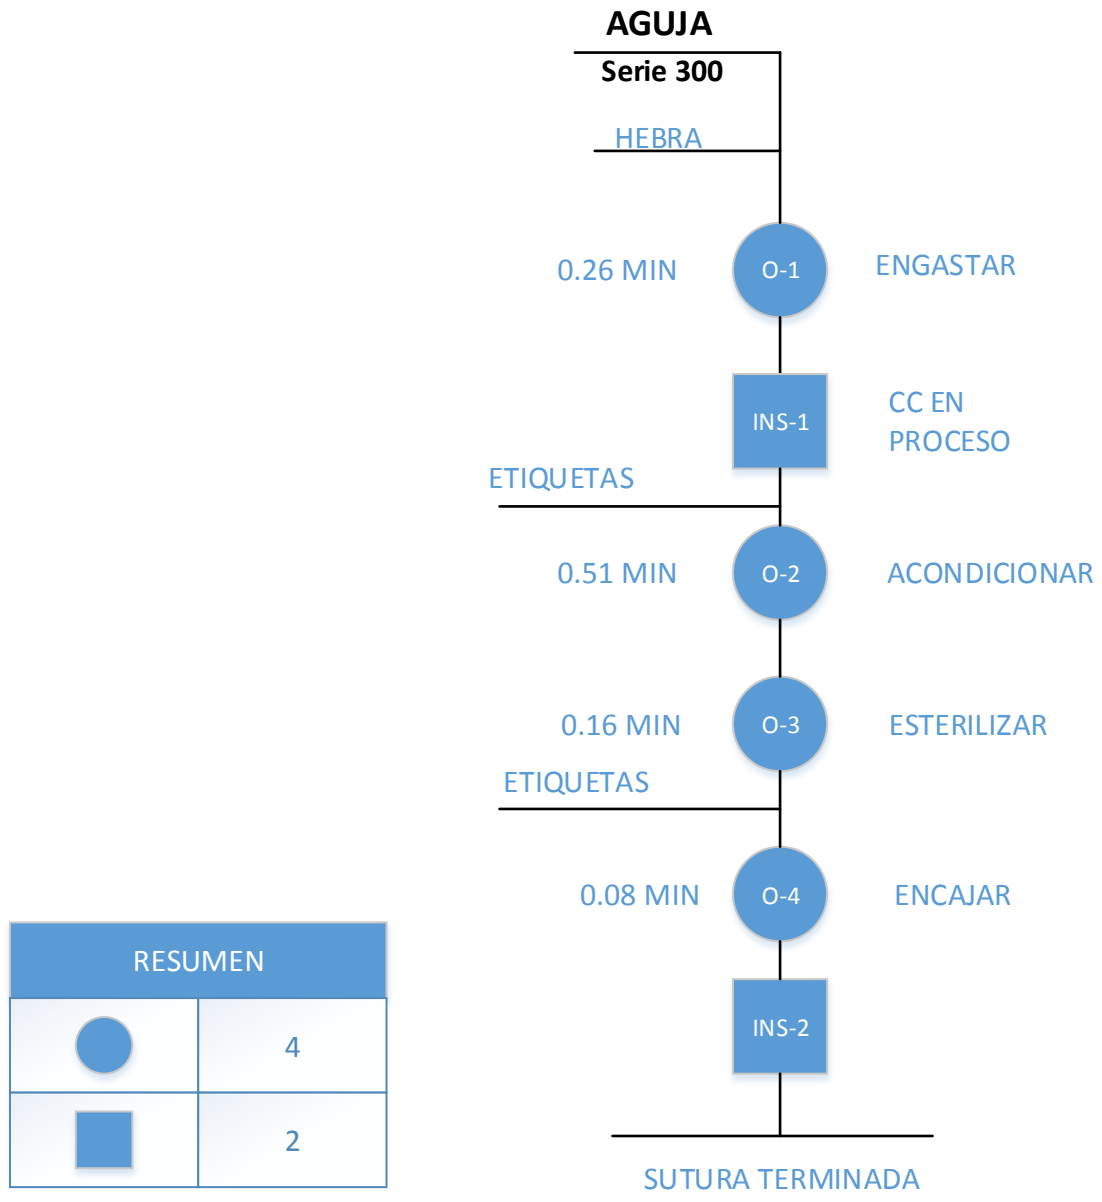 AGUJA
Serie 300
HEBRA
0.26 MIN
O-1
ENGASTAR
INS-1
CC EN
PROCESO
ETIQUETAS
0.51 MIN
O-2
ACONDICIONAR
0.16 MIN
O-3
ESTERILIZAR
ETIQUETAS
0.08 MIN
O-4
ENCAJAR
INS-2
SUTURA TERMINADA
RESUMEN
4
2